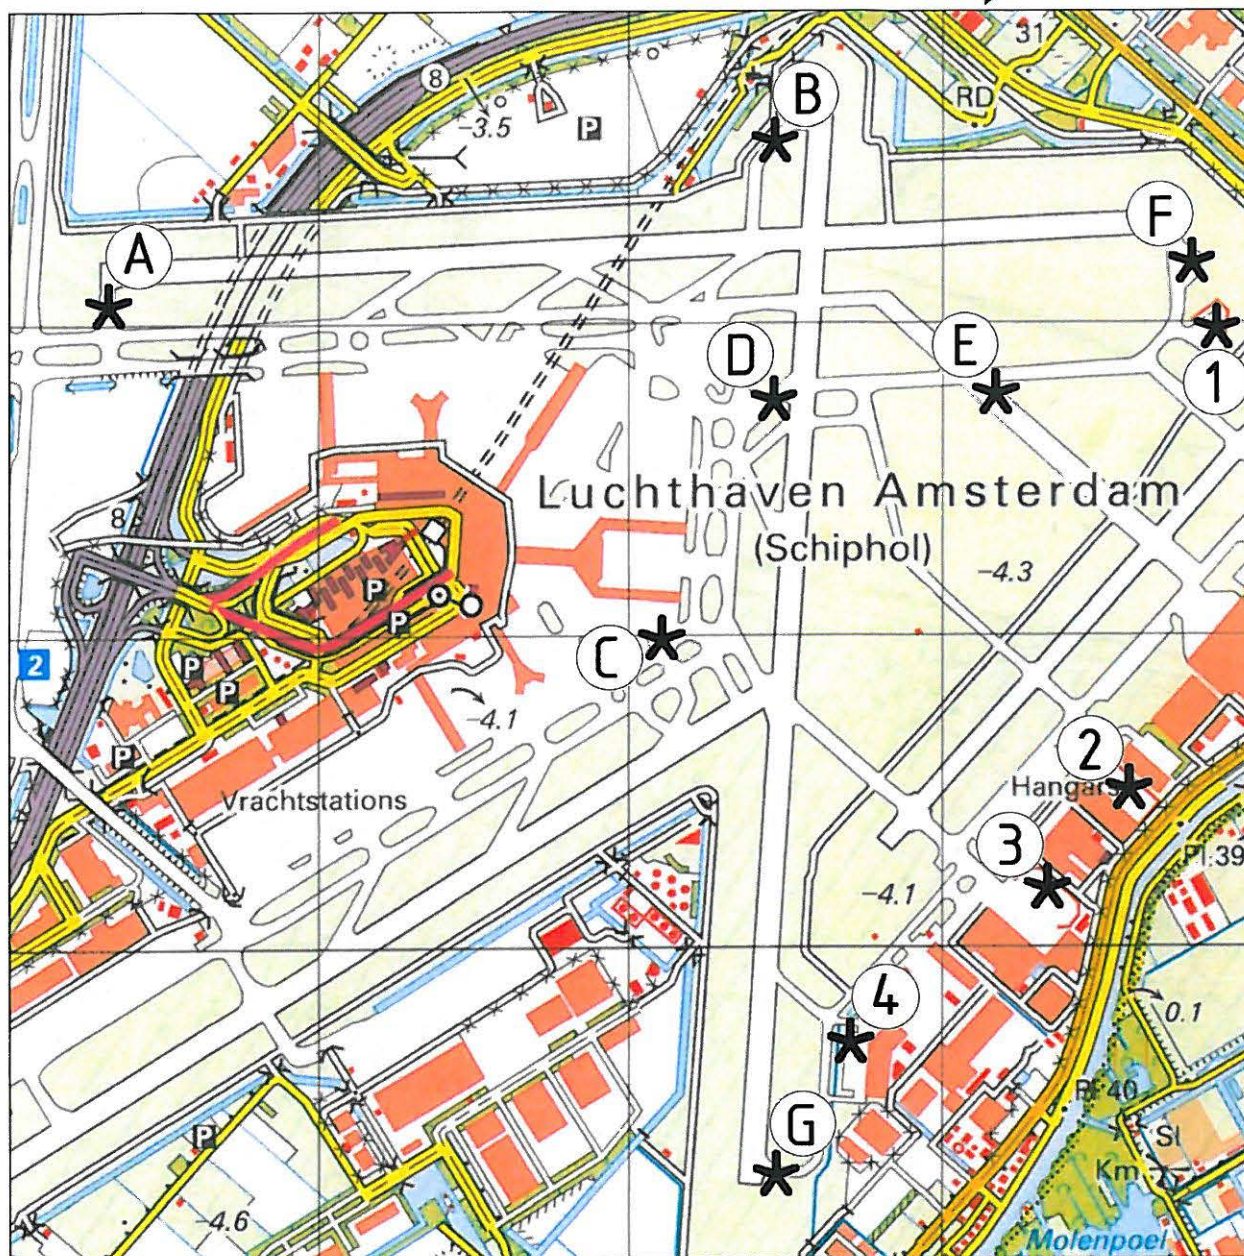 31
8
B
RD
-3.5
P
F
A
D
E
1
Luchthaven Amsterdam
(Schiphol)
8
-4.3
P
P
C
2
P
P
-4.1
P
2
Hangars
Vrachtstations
3
Pl.39
-4.1
4
0.1
Pl.40
P
G
Sl
Km
-4.6
Molenpoel